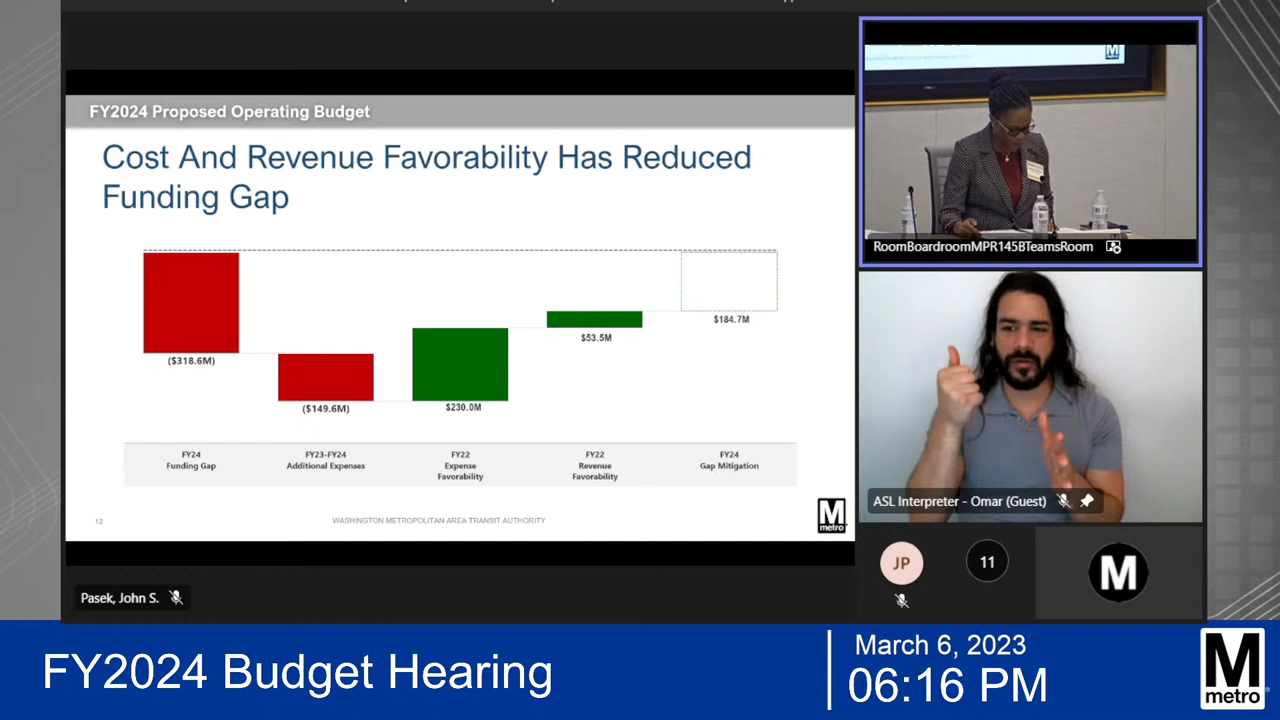 FY2024 Proposed Operating Budget
Cost And Revenue Favorability Has Reduced
Funding Gap
($318.6M)
($149.6M)
$230.0M
$53.5M
$184.7M
FY24
Funding Gap
FY23-FY24
Additional Expenses
FY22
Expense
Favorability
FY22
Revenue
Favorability
FY24
Gap Mitigation
12
WASHINGTON METROPOLITAN AREA TRANSIT AUTHORITY
M
metro
Pasek, John S.
M
RoomBoardroomMPR145BTeamsRoom
ASL Interpreter - Omar (Guest)
JP
11
M
FY2024 Budget Hearing
March 6, 2023
06:16 PM
M
metro